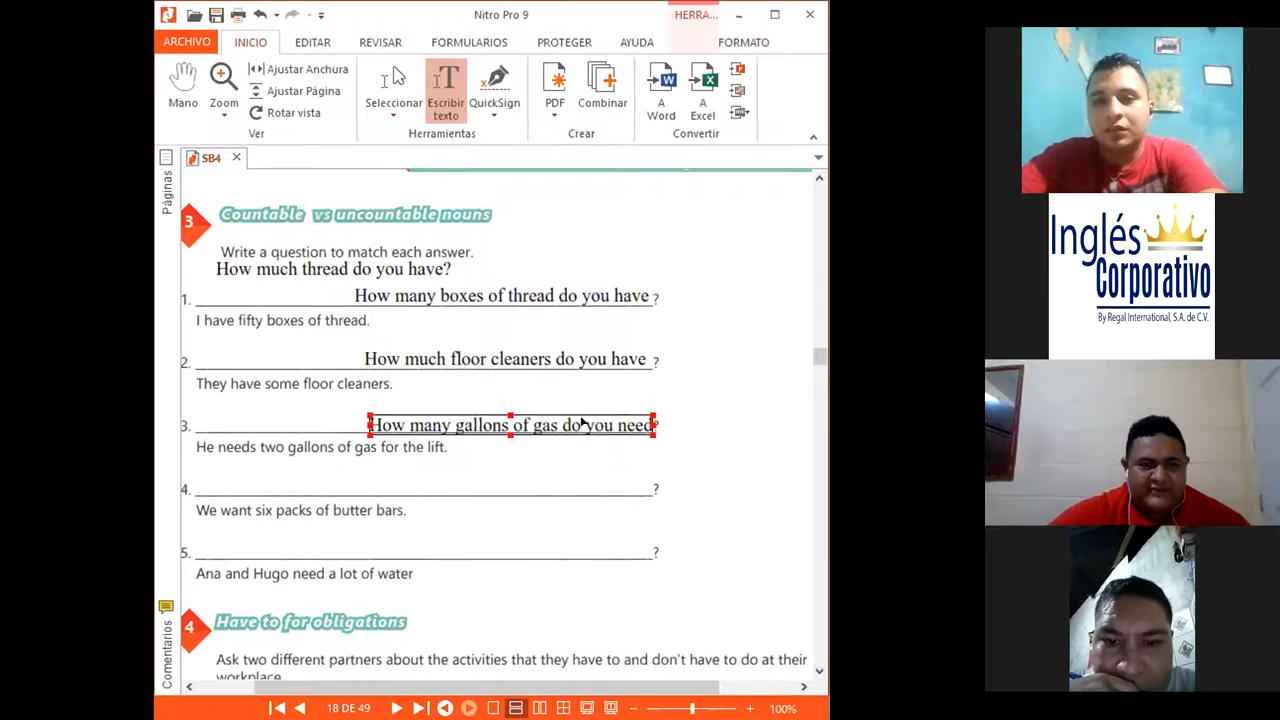 Nitro Pro 9
HERRA...
ARCHIVO
INICIO
EDITAR
REVISAR
FORMULARIOS
PROTEGER
AYUDA
FORMATO
Mano
Zoom
Ajustar Anchura
Ajustar Página
Rotar vista
Ver
Seleccionar
Escribir texto
QuickSign
Herramientas
PDF
Combinar
Crear
A Word
A Excel
Convertir
SB4
Páginas
3 Countable vs uncountable nouns
Write a question to match each answer.
How much thread do you have?
1. How many boxes of thread do you have ?
I have fifty boxes of thread.
2. How much floor cleaners do you have ?
They have some floor cleaners.
3. How many gallons of gas do you need?
He needs two gallons of gas for the lift.
4. ?
We want six packs of butter bars.
5. ?
Ana and Hugo need a lot of water
4 Have to for obligations
Ask two different partners about the activities that they have to and don't have to do at their
workplace
Comentarios
18 DE 49
100%
Inglés
Corporativo
By Regal International, S.A. de C.V.